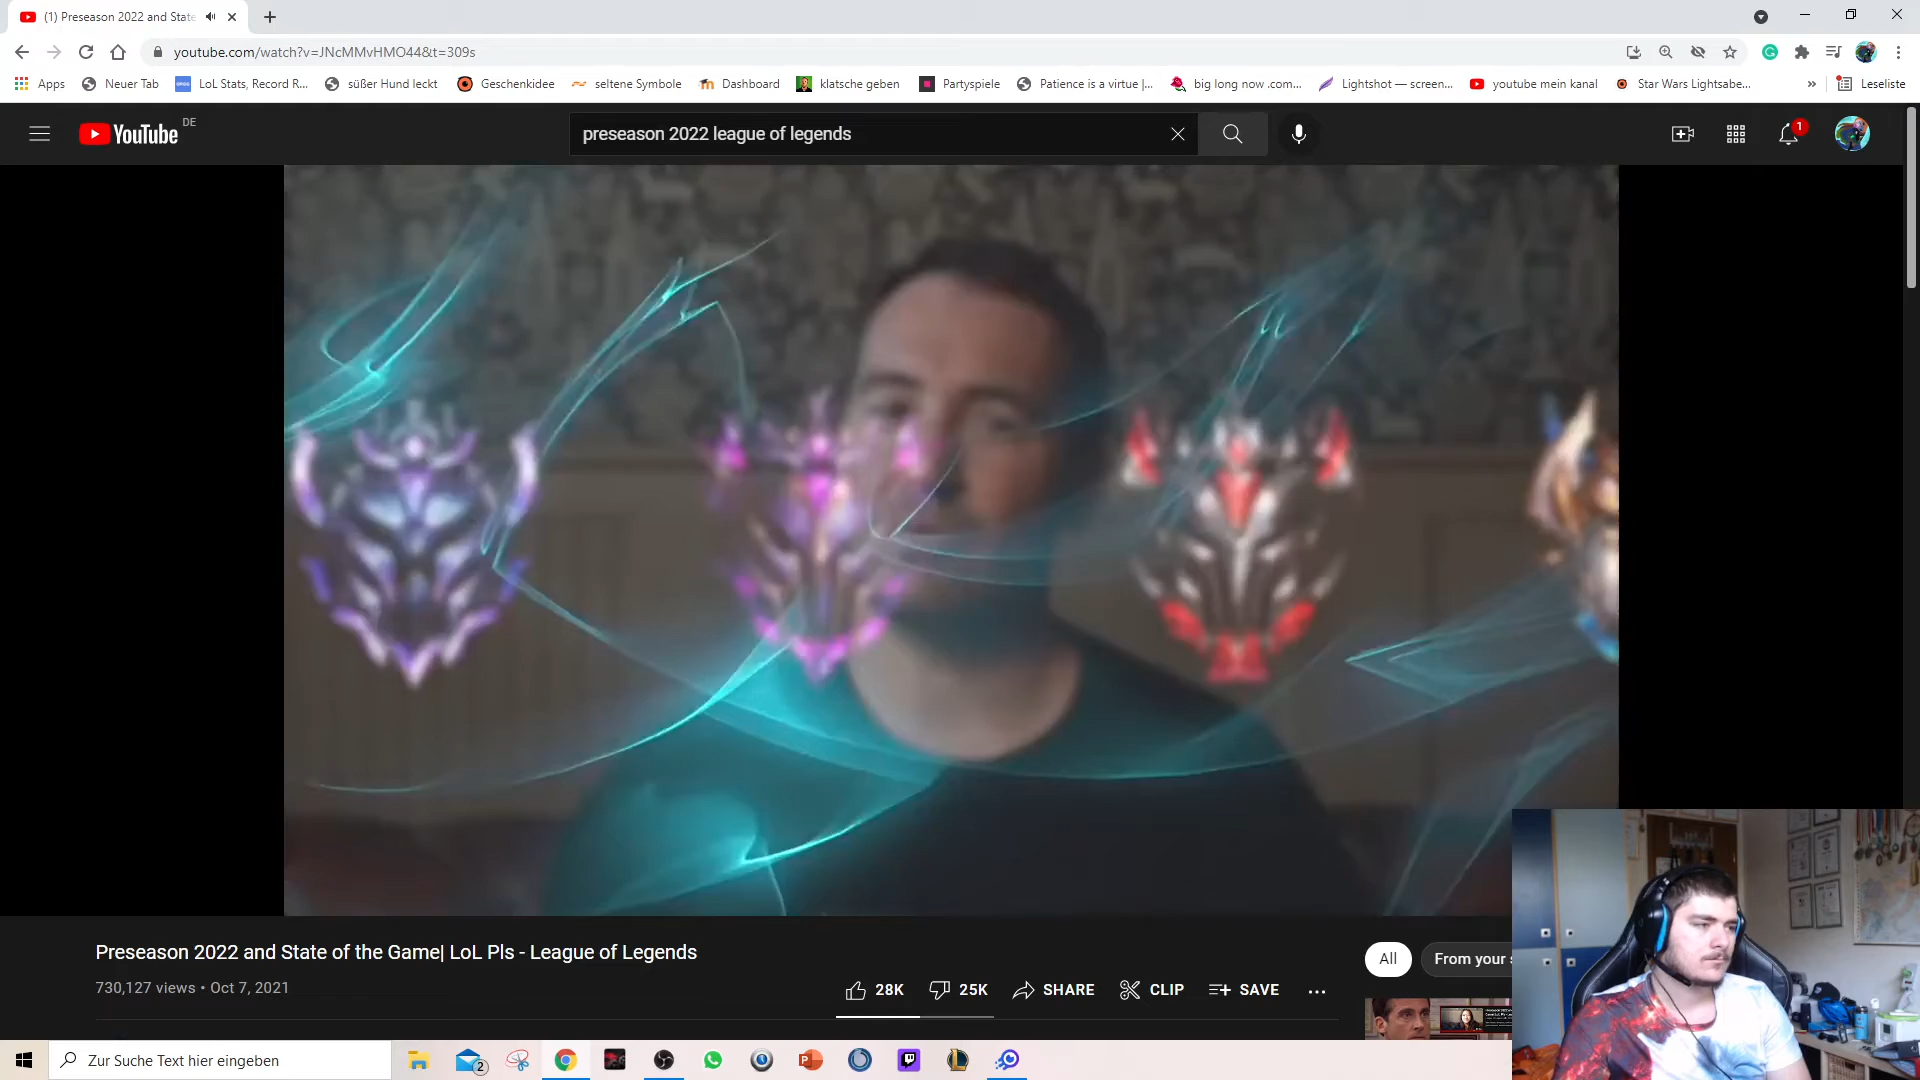 (1) Preseason 2022 and State
youtube.com/watch?v=JNcMMvHMO44&t=309s
Apps Neuer Tab LoL Stats, Record R... süßer Hund leckt Geschenkidee seltene Symbole Dashboard klatsche geben Partyspiele Patience is a virtue |... big long now .com... Lightshot — screen... youtube mein kanal Star Wars Lightsabe... » Leseliste
YouTube DE
preseason 2022 league of legends
1
Preseason 2022 and State of the Game| LoL Pls - League of Legends
730,127 views • Oct 7, 2021
28K 25K SHARE CLIP SAVE
All From your s
Zur Suche Text hier eingeben
2